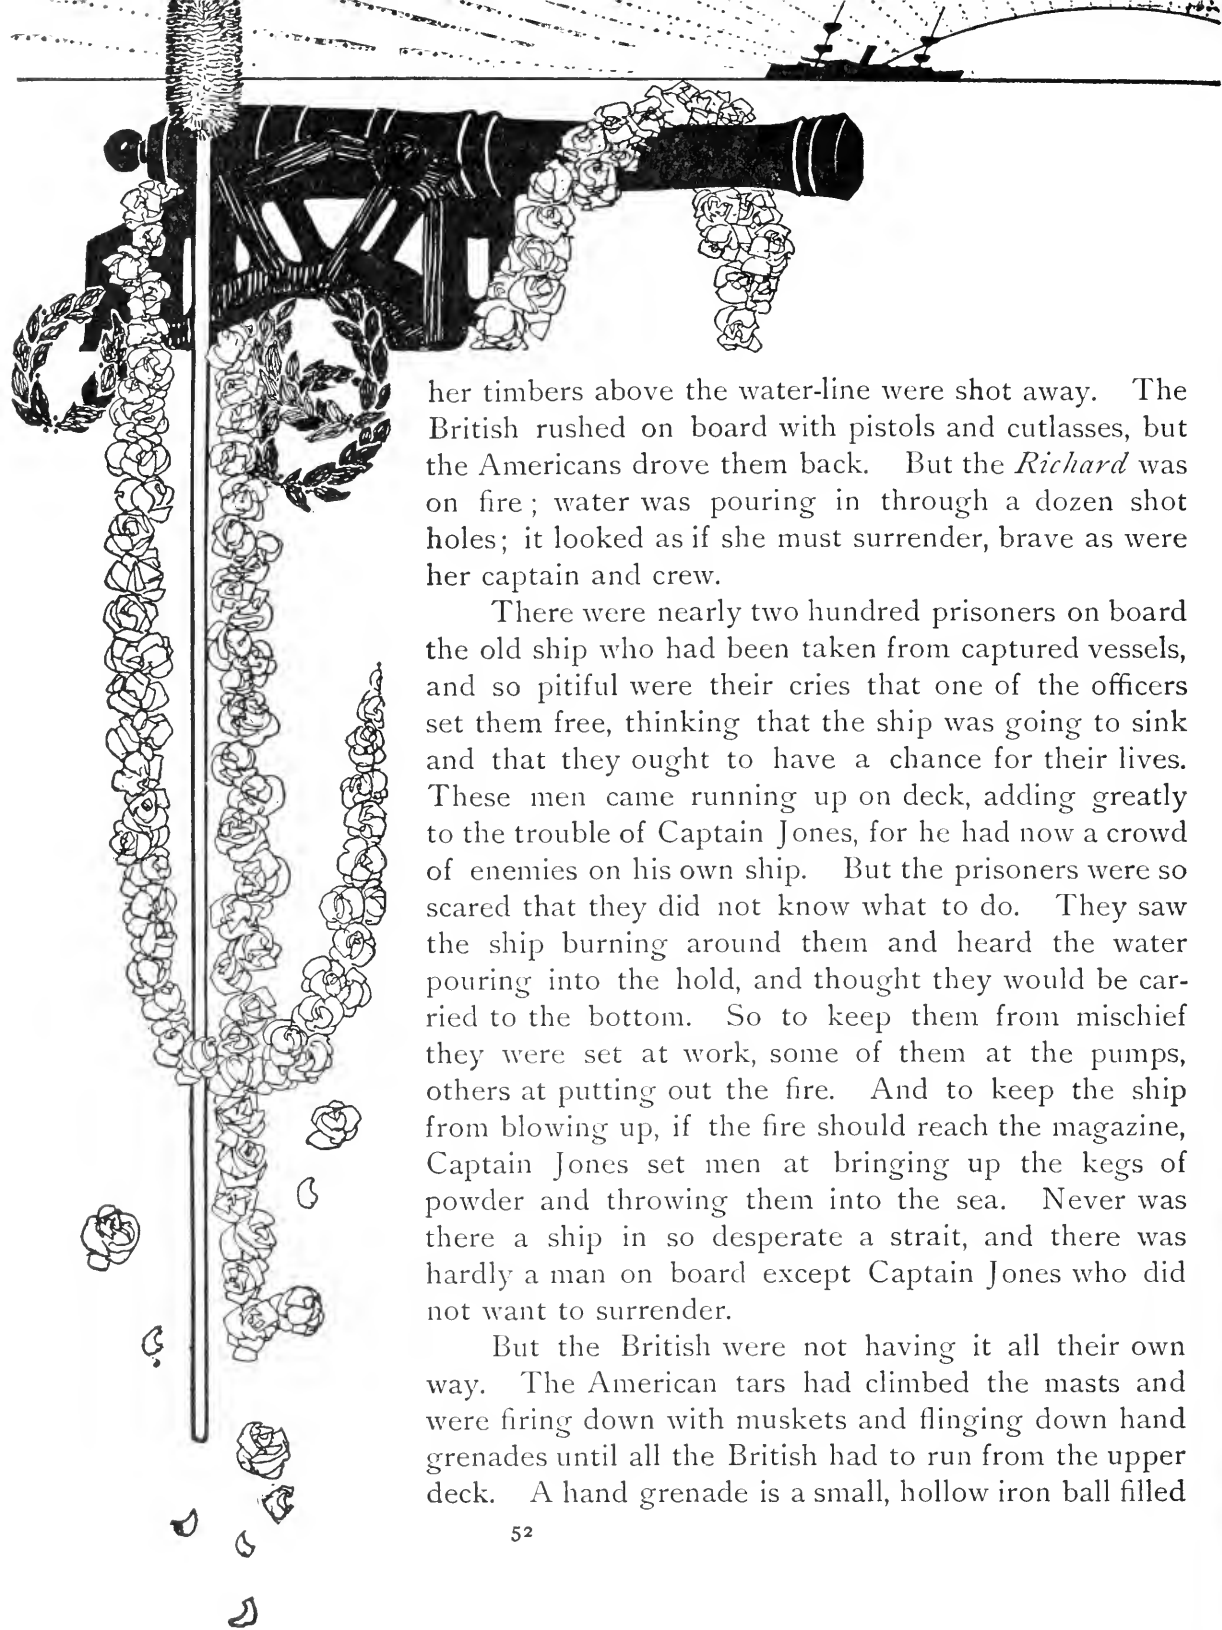 her timbers above the water-line were shot away. The
British rushed on board with pistols and cutlasses, but
the Americans drove them back. But the Richard was
on fire; water was pouring in through a dozen shot
holes; it looked as if she must surrender, brave as were
her captain and crew.
There were nearly two hundred prisoners on board
the old ship who had been taken from captured vessels,
and so pitiful were their cries that one of the officers
set them free, thinking that the ship was going to sink
and that they ought to have a chance for their lives.
These men came running up on deck, adding greatly
to the trouble of Captain Jones, for he had now a crowd
of enemies on his own ship. But the prisoners were so
scared that they did not know what to do. They saw
the ship burning around them and heard the water
pouring into the hold, and thought they would be car-
ried to the bottom. So to keep them from mischief
they were set at work, some of them at the pumps,
others at putting out the fire. And to keep the ship
from blowing up, if the fire should reach the magazine,
Captain Jones set men at bringing up the kegs of
powder and throwing them into the sea. Never was
there a ship in so desperate a strait, and there was
hardly a man on board except Captain Jones who did
not want to surrender.
But the British were not having it all their own
way. The American tars had climbed the masts and
were firing down with muskets and flinging down hand
grenades until all the British had to run from the upper
deck. A hand grenade is a small, hollow iron ball filled
52